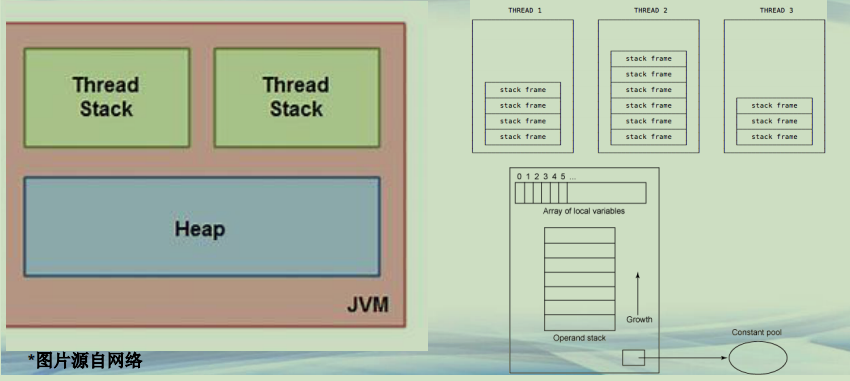 Thread
Stack
Thread
Stack
Heap
JVM
*图片源自网络
THREAD 1
stack frame
stack frame
stack frame
stack frame
THREAD 2
stack frame
stack frame
stack frame
stack frame
stack frame
stack frame
THREAD 3
stack frame
stack frame
stack frame
0 1 2 3 4 5 ...
Array of local variables
Growth
Operand stack
Constant pool